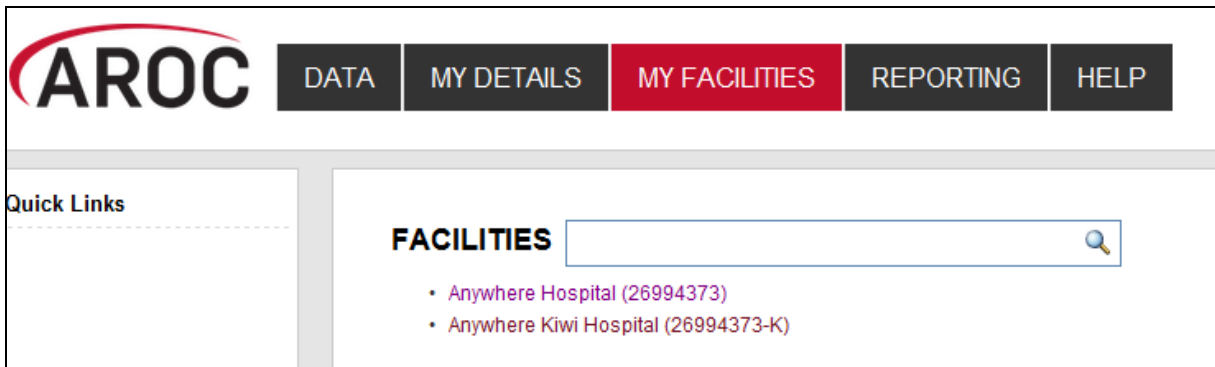 AROC DATA MY DETAILS MY FACILITIES REPORTING HELP
Quick Links
FACILITIES
• Anywhere Hospital (26994373)
• Anywhere Kiwi Hospital (26994373-K)